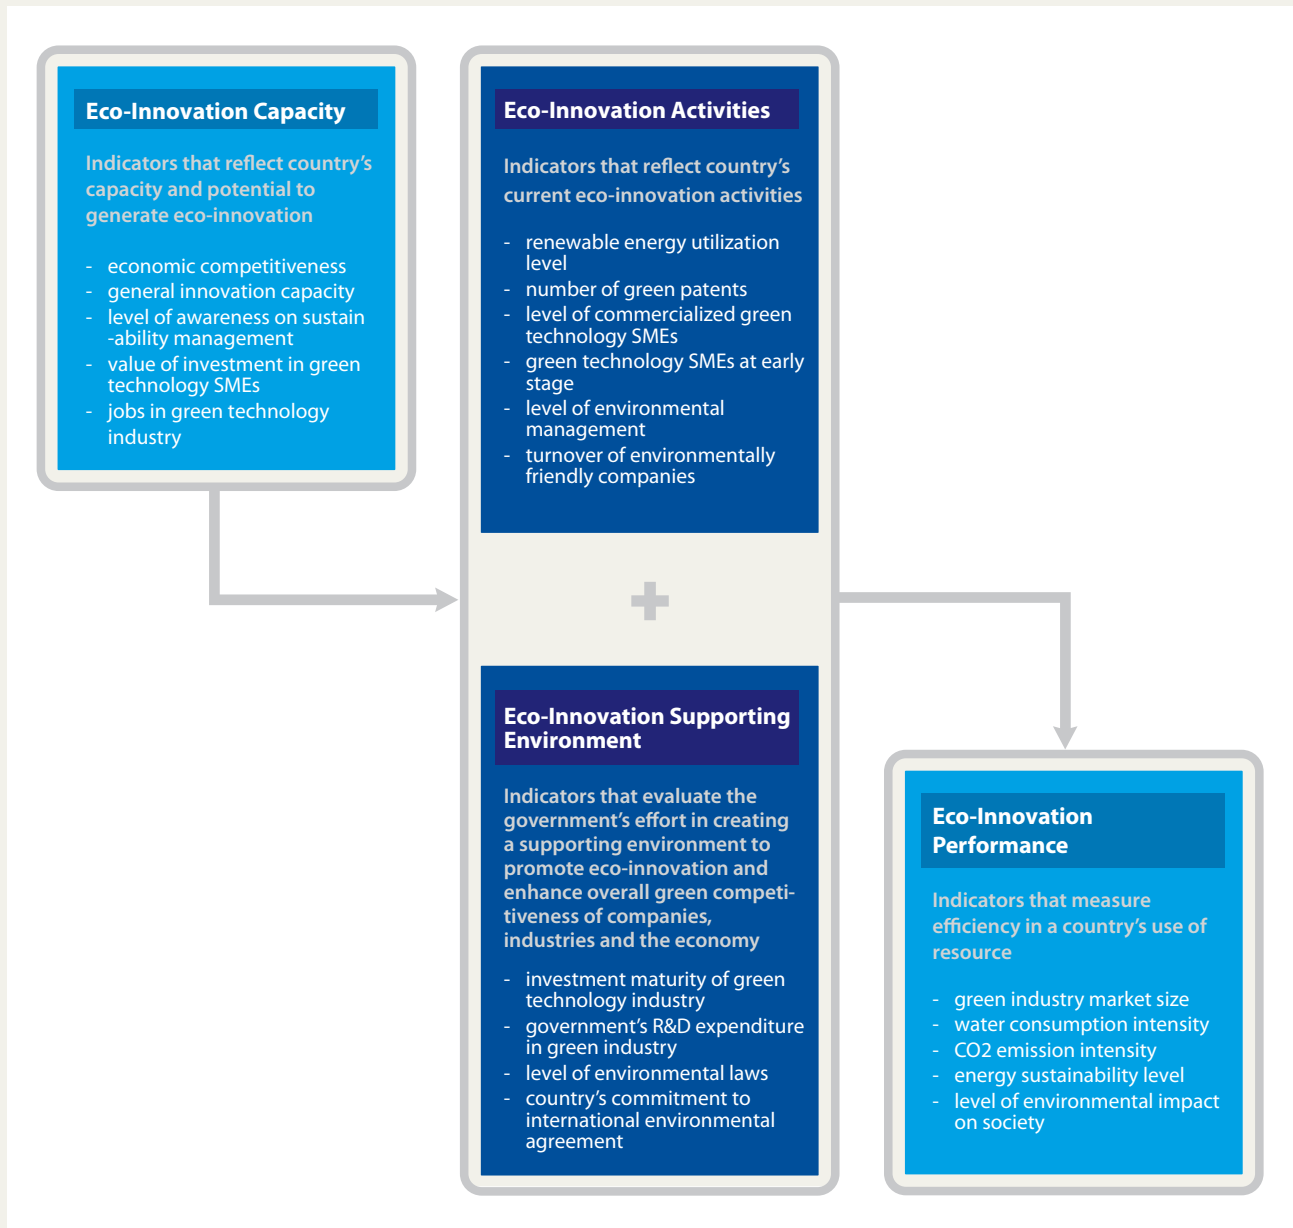 Eco-Innovation Capacity
Indicators that reflect country's
capacity and potential to
generate eco-innovation
- economic competitiveness
- general innovation capacity
- level of awareness on sustain
-ability management
- value of investment in green
technology SMEs
- jobs in green technology
industry
Eco-Innovation Activities
Indicators that reflect country's
current eco-innovation activities
- renewable energy utilization
level
- number of green patents
- level of commercialized green
technology SMEs
- green technology SMEs at early
stage
- level of environmental
management
- turnover of environmentally
friendly companies
Eco-Innovation Supporting
Environment
Indicators that evaluate the
government's effort in creating
a supporting environment to
promote eco-innovation and
enhance overall green competi-
tiveness of companies,
industries and the economy
- investment maturity of green
technology industry
- government's R&D expenditure
in green industry
- level of environmental laws
- country's commitment to
international environmental
agreement
Eco-Innovation
Performance
Indicators that measure
efficiency in a country's use of
resource
- green industry market size
- water consumption intensity
- CO2 emission intensity
- energy sustainability level
- level of environmental impact
on society